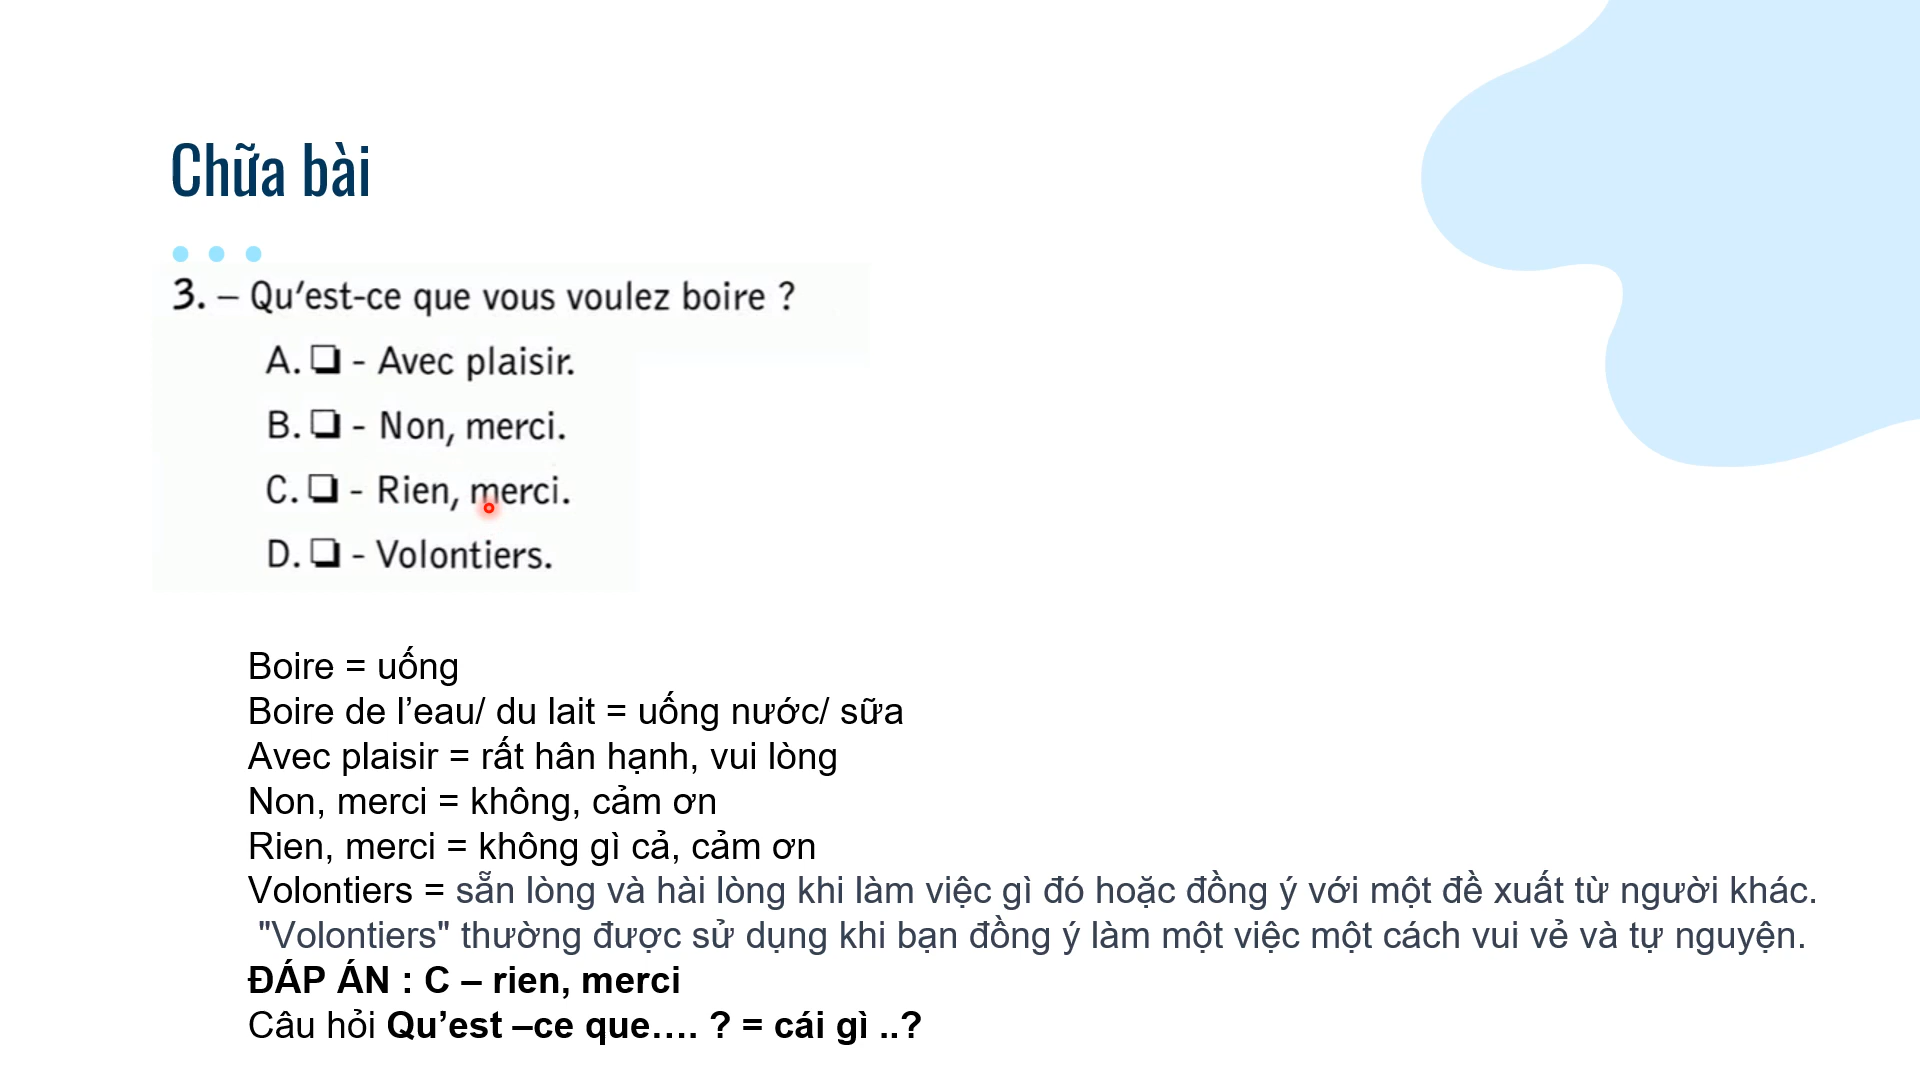 Chữa bài
3. – Qu'est-ce que vous voulez boire ?
A. ❏ - Avec plaisir.
B. ❏ - Non, merci.
C. ❏ - Rien, merci.
D. ❏ - Volontiers.
Boire = uống
Boire de l’eau/ du lait = uống nước/ sữa
Avec plaisir = rất hân hạnh, vui lòng
Non, merci = không, cảm ơn
Rien, merci = không gì cả, cảm ơn
Volontiers = sẵn lòng và hài lòng khi làm việc gì đó hoặc đồng ý với một đề xuất từ người khác.
"Volontiers" thường được sử dụng khi bạn đồng ý làm một việc một cách vui vẻ và tự nguyện.
ĐÁP ÁN : C – rien, merci
Câu hỏi Qu’est –ce que…. ? = cái gì ..?